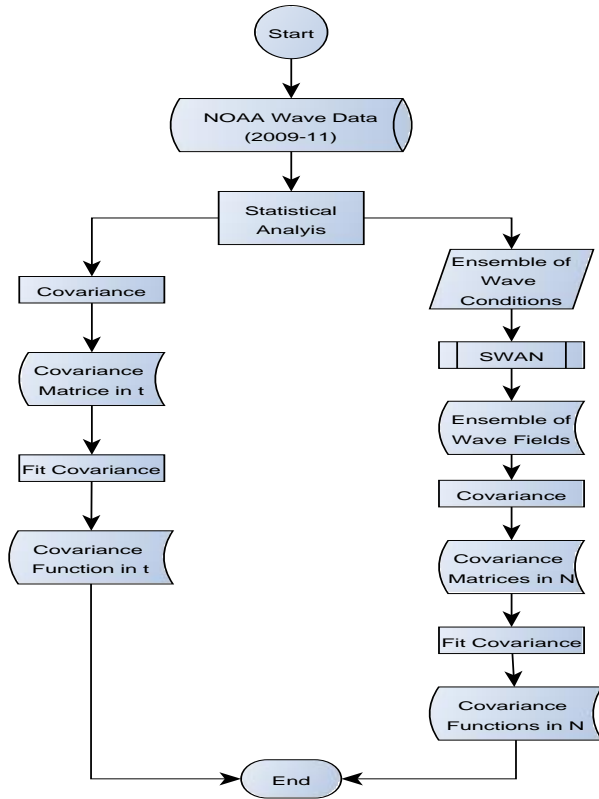 Start
NOAA Wave Data
(2009-11)
Statistical
Analyis
Covariance
Covariance
Matrice in t
Fit Covariance
Covariance
Function in t
Ensemble of
Wave
Conditions
SWAN
Ensemble of
Wave Fields
Covariance
Covariance
Matrices in N
Fit Covariance
Covariance
Functions in N
End